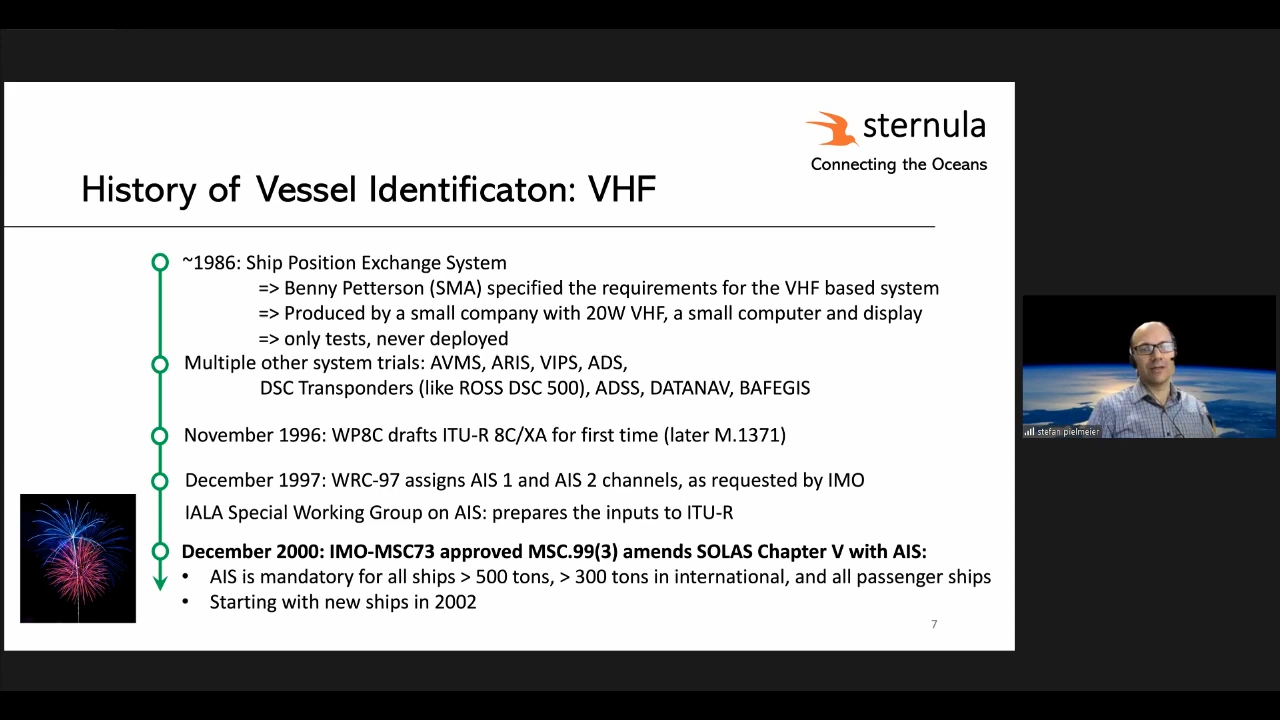 sternula
Connecting the Oceans
History of Vessel Identificaton: VHF
~1986: Ship Position Exchange System
=> Benny Petterson (SMA) specified the requirements for the VHF based system
=> Produced by a small company with 20W VHF, a small computer and display
=> only tests, never deployed
Multiple other system trials: AVMS, ARIS, VIPS, ADS,
DSC Transponders (like ROSS DSC 500), ADSS, DATANAV, BAFEGIS
November 1996: WP8C drafts ITU-R 8C/XA for first time (later M.1371)
December 1997: WRC-97 assigns AIS 1 and AIS 2 channels, as requested by IMO
IALA Special Working Group on AIS: prepares the inputs to ITU-R
December 2000: IMO-MSC73 approved MSC.99(3) amends SOLAS Chapter V with AIS:
• AIS is mandatory for all ships > 500 tons, > 300 tons in international, and all passenger ships
• Starting with new ships in 2002
7
stefan pielmeier